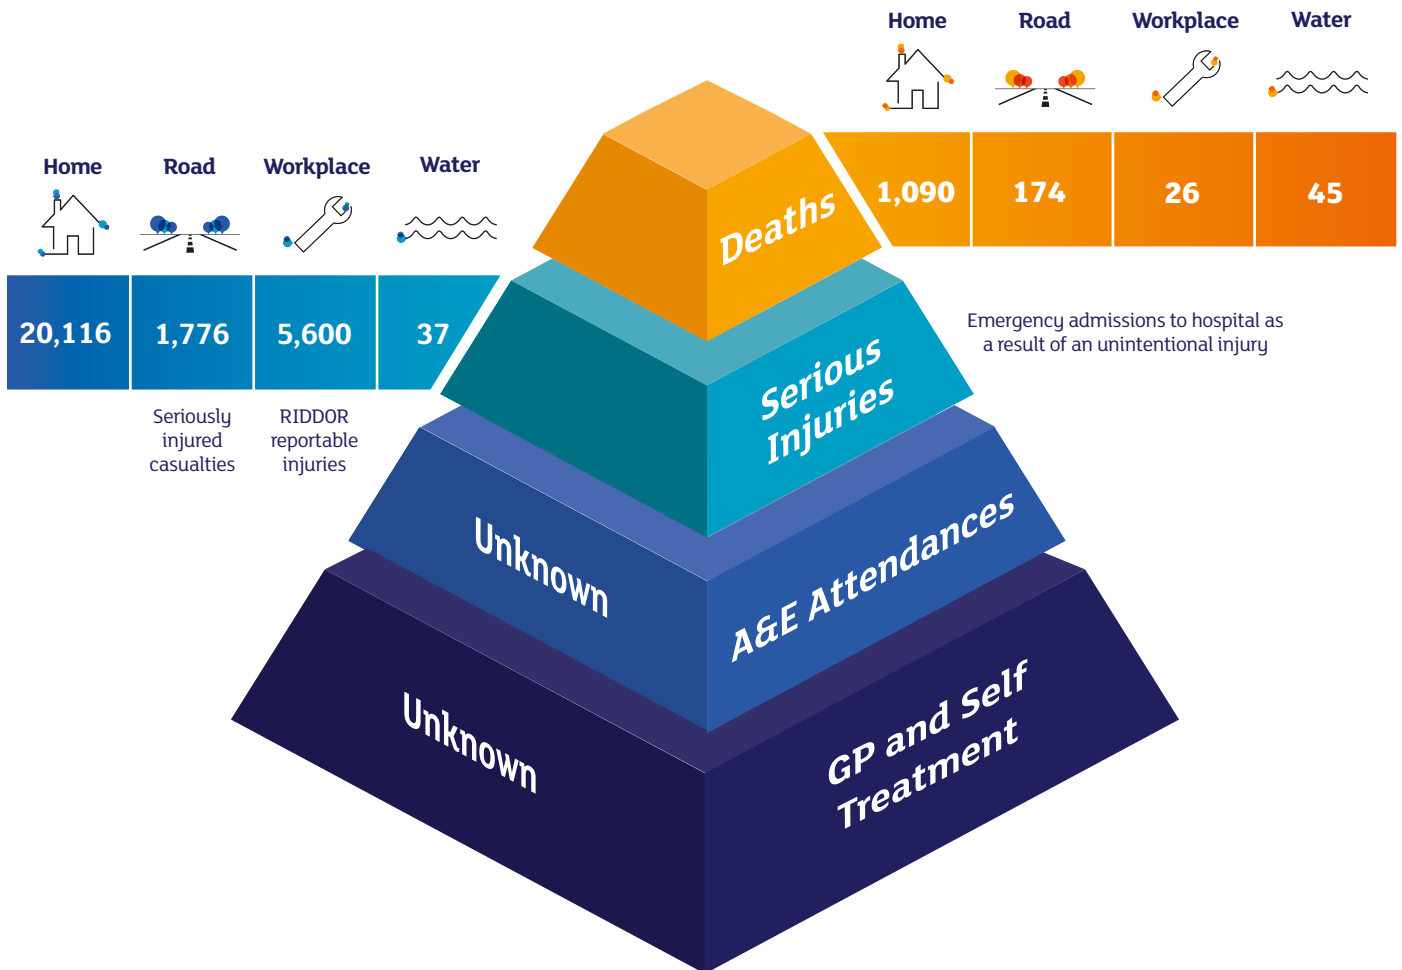 Home Road Workplace Water
1,090 174 26 45
Deaths
Home Road Workplace Water
20,116 1,776 5,600 37
Seriously
injured
casualties
RIDDOR
reportable
injuries
Serious
Injuries
Emergency admissions to hospital as
a result of an unintentional injury
Unknown
A&E Attendances
Unknown
GP and Self
Treatment